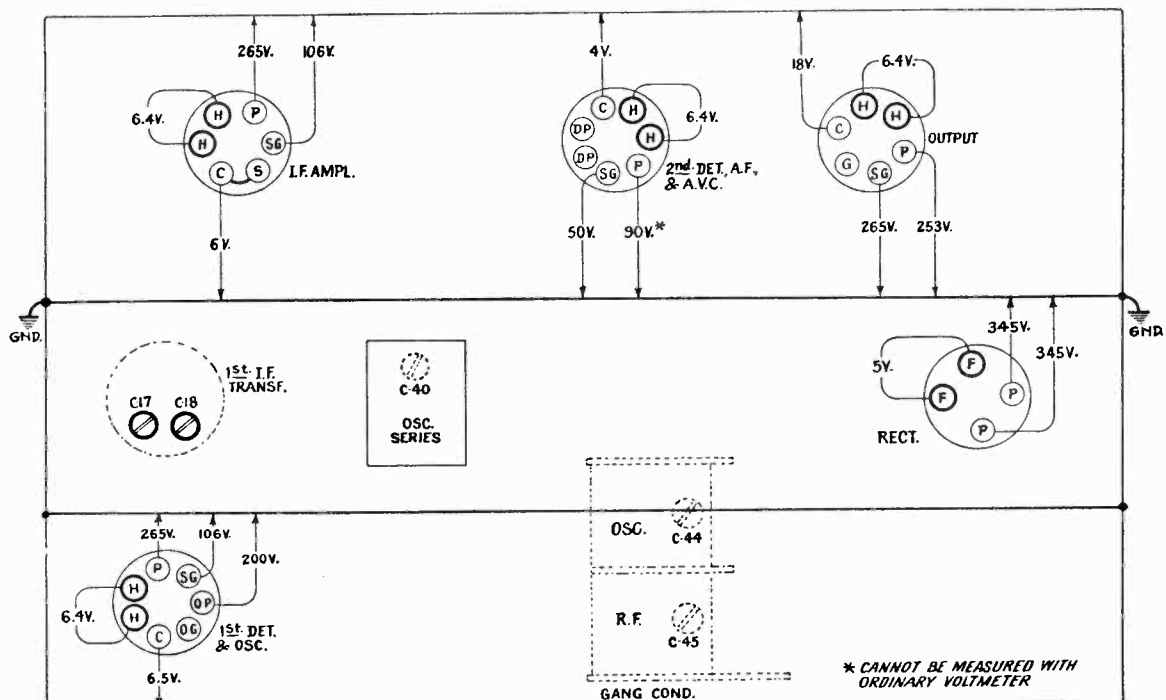 265V. 106V. 4V. 18V. 6.4V.
6.4V. H P SG H C S I.F. AMPL.
C H H DP DP SG P 6.4V. 2nd. DET., A.F., & A.V.C.
H H C G SG P OUTPUT
6V. 50V. 90V.* 265V. 253V.
GND. GND.
1st. I.F. TRANSF.
C17 C18
C-40
OSC. SERIES
345V. 345V.
5V. F F P P
RECT.
265V. 106V. 200V.
6.4V. P SG H OP H OG C
1st. DET. & OSC.
6.5V.
OSC. C-44
R.F. C-45
GANG COND.
* CANNOT BE MEASURED WITH
ORDINARY VOLTMETER